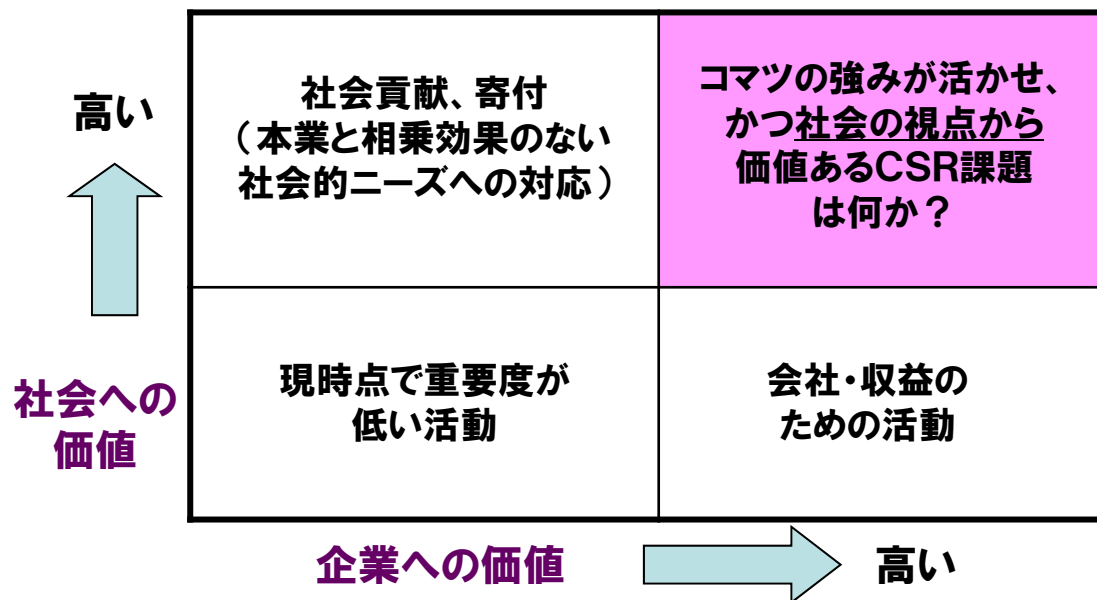 高い
社会への
価値
社会貢献、寄付
（本業と相乗効果のない
社会的ニーズへの対応）
コマツの強みが活かせ、
かつ社会の視点から
価値あるCSR課題
は何か？
現時点で重要度が
低い活動
会社・収益の
ための活動
企業への価値
高い